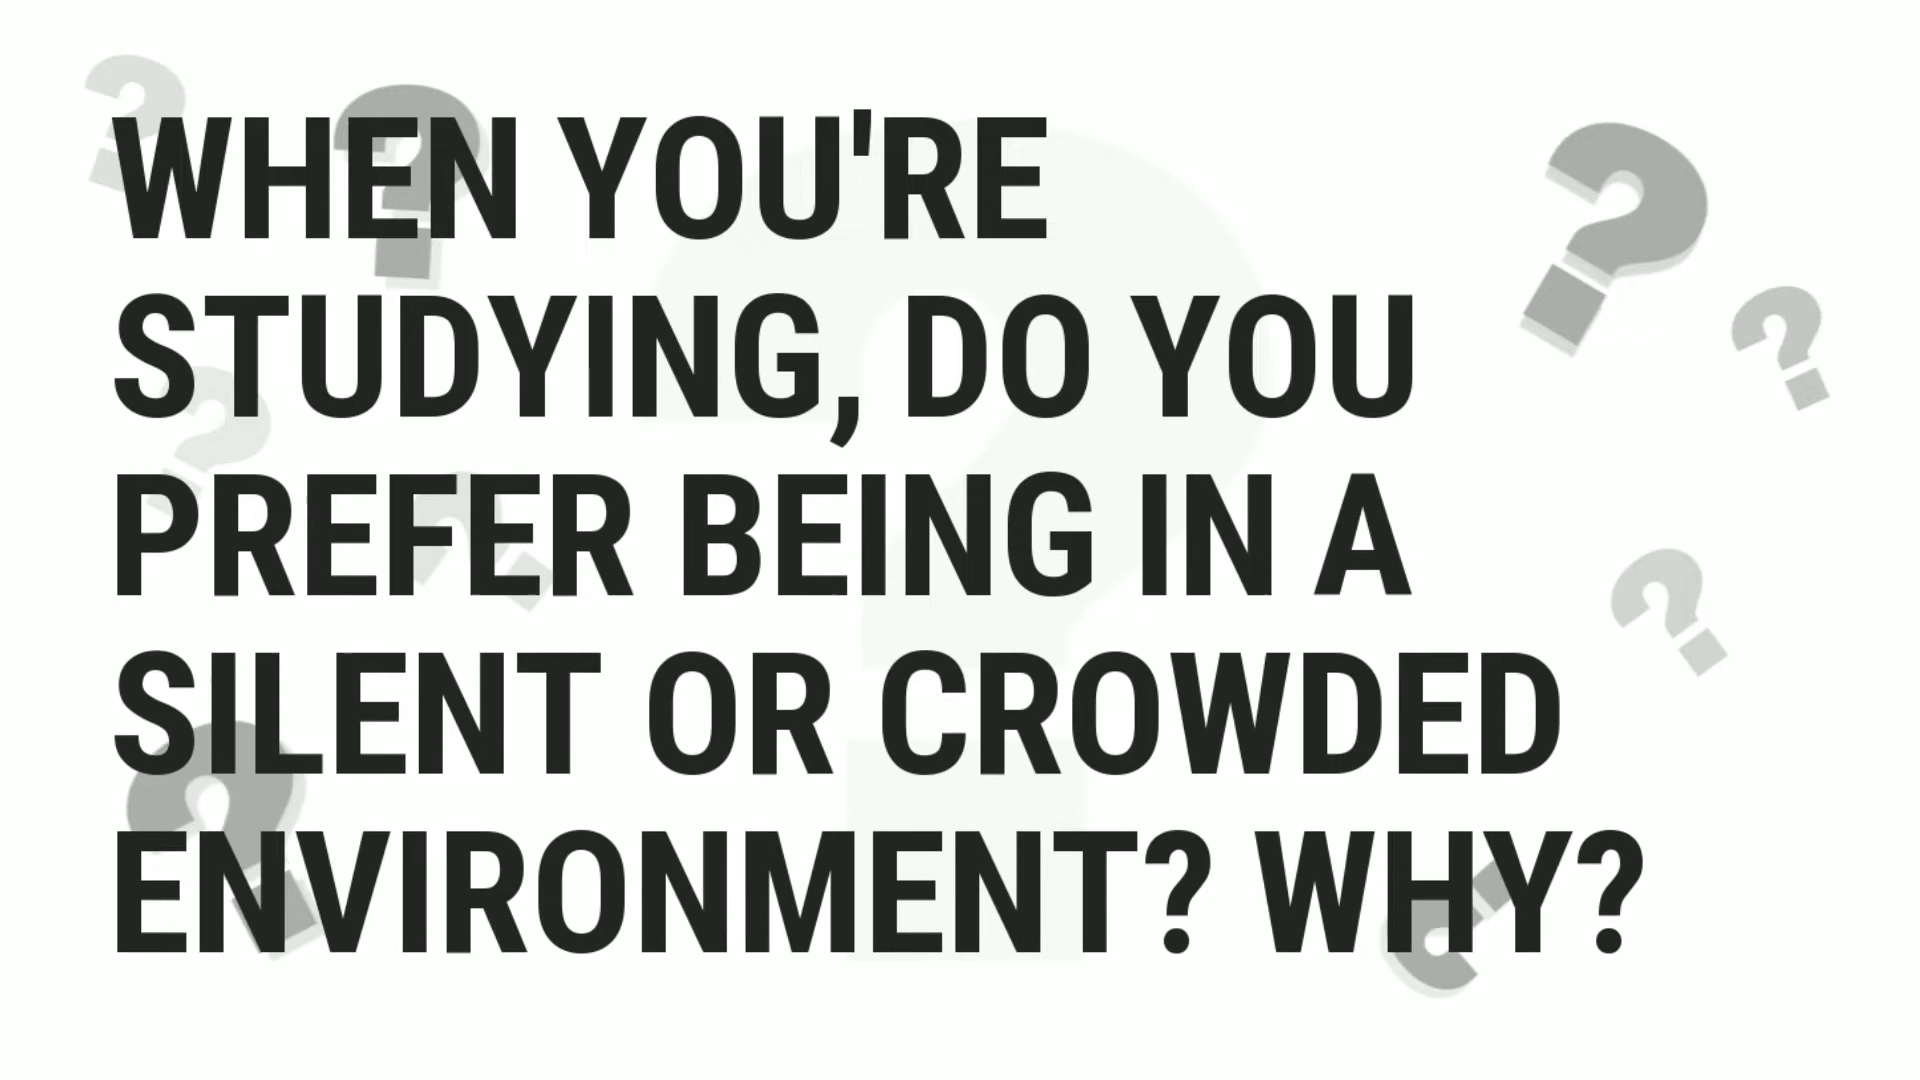 WHEN YOU'RE
STUDYING, DO YOU
PREFER BEING IN A
SILENT OR CROWDED
ENVIRONMENT? WHY?